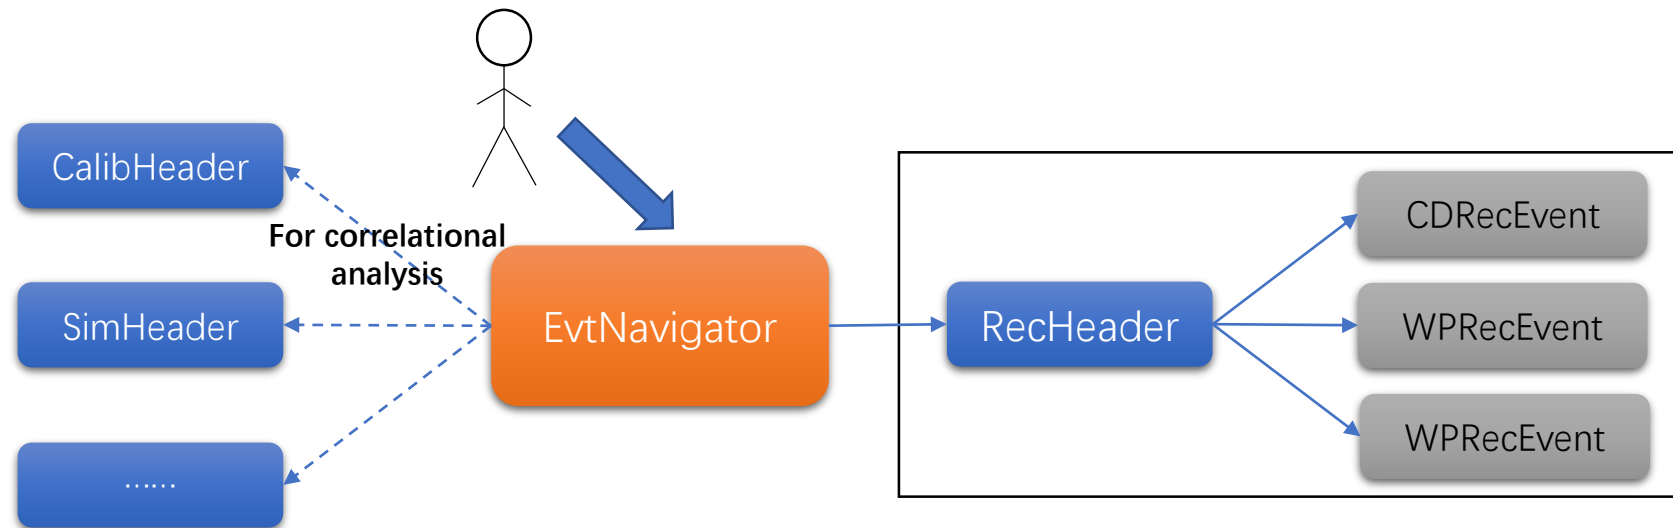 CalibHeader
For correlational
analysis
SimHeader
……
EvtNavigator
RecHeader
CDRecEvent
WPRecEvent
WPRecEvent